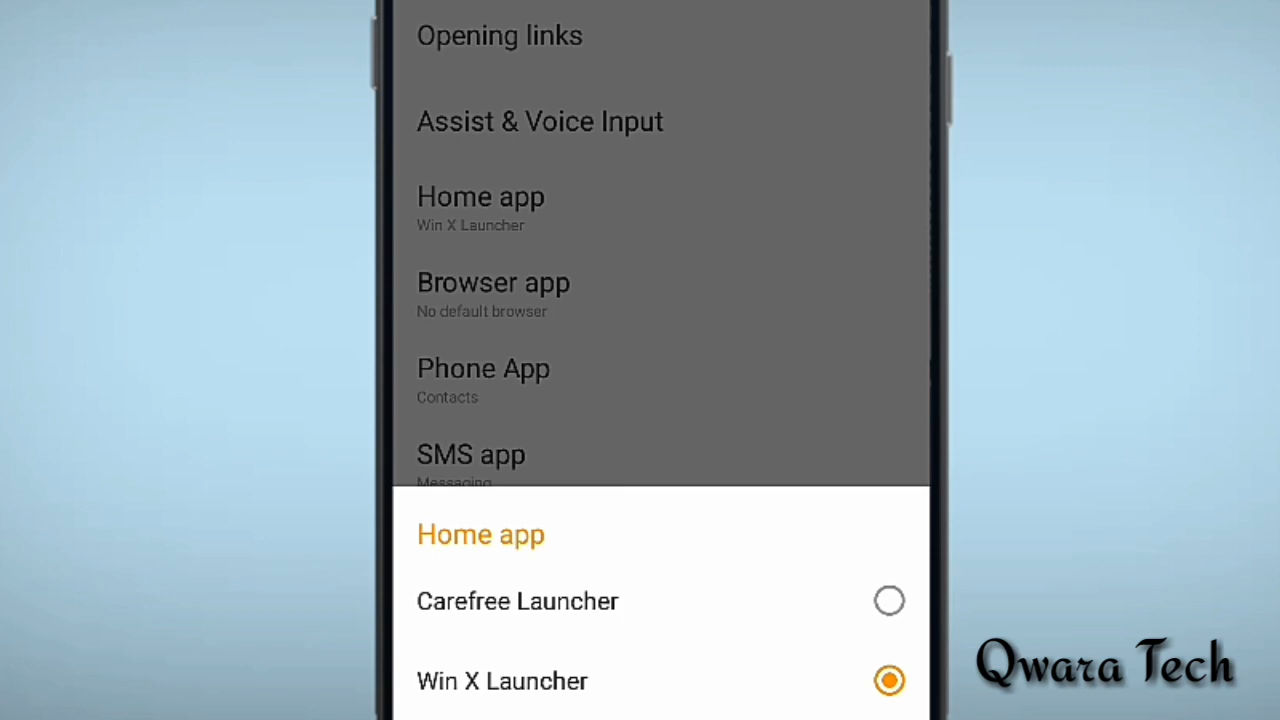 Opening links
Assist & Voice Input
Home app
Win X Launcher
Browser app
No default browser
Phone App
Contacts
SMS app
Messaging
Home app
Carefree Launcher
Win X Launcher
Qwara Tech